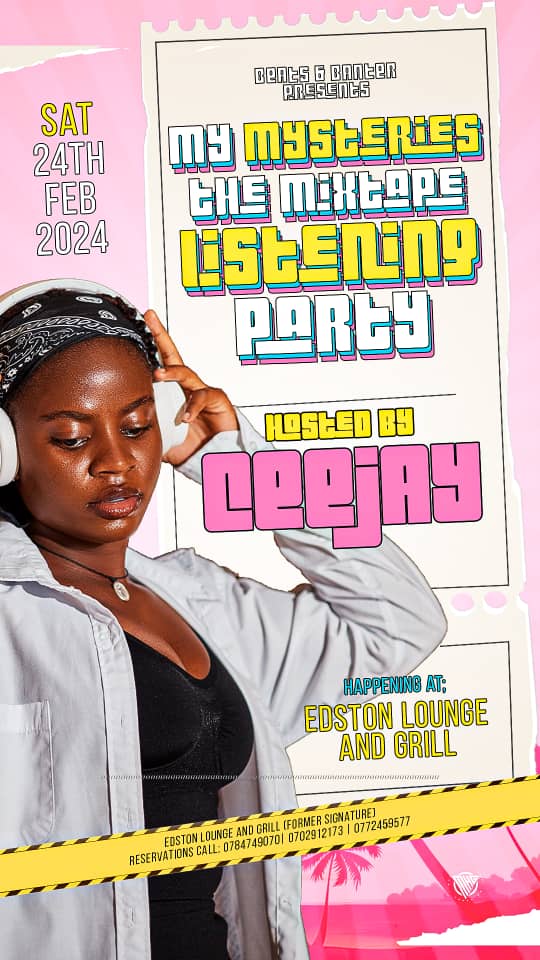 SAT
24TH
FEB
2024
Beats & Banter
Presents
My Mysteries
the Mixtape
Listening
Party
Hosted By
Ceejay
HAPPENING AT;
EDSTON LOUNGE
AND GRILL
EDSTON LOUNGE AND GRILL (FORMER SIGNATURE)
RESERVATIONS CALL: 0784749070| 0702912173 | 0772459577